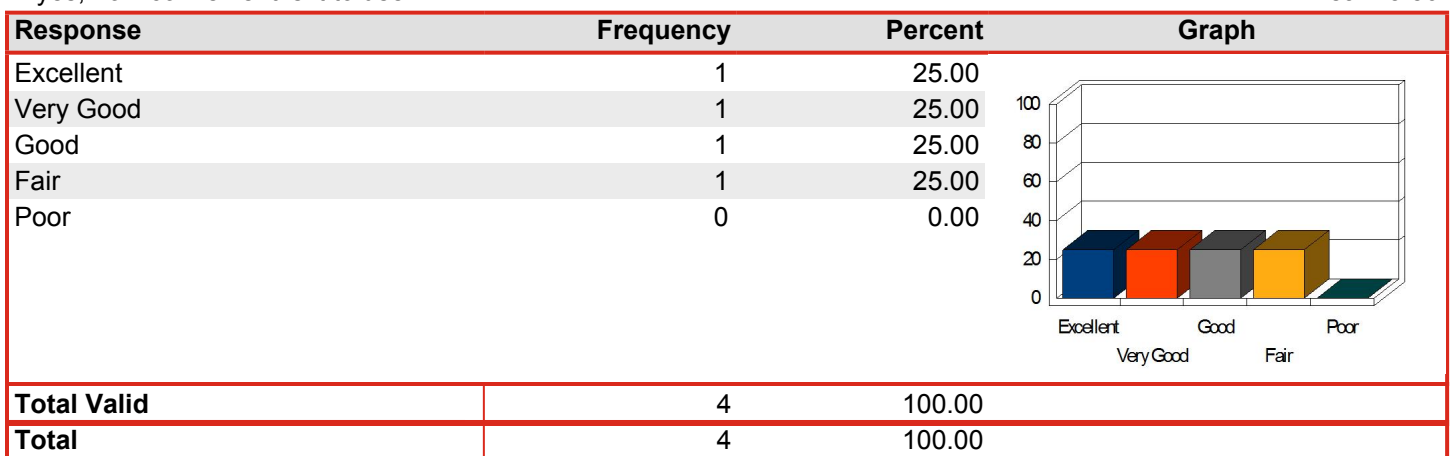 Response Frequency Percent Graph
Excellent 1 25.00
Very Good 1 25.00
Good 1 25.00
Fair 1 25.00
Poor 0 0.00
100
80
60
40
20
0
Excellent Good Poor
Very Good Fair
Total Valid 4 100.00
Total 4 100.00